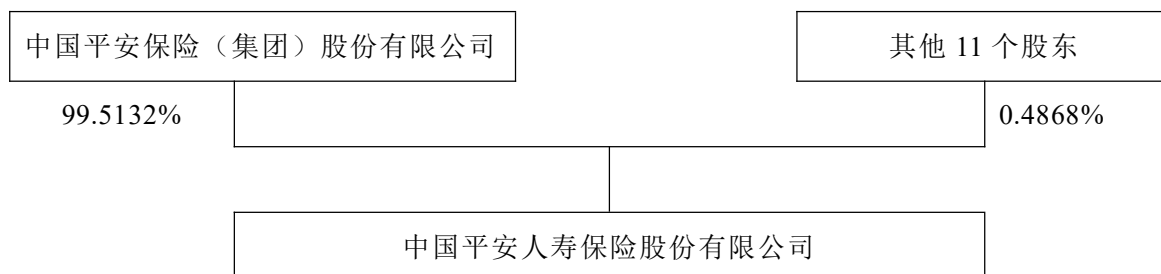 中国平安保险（集团）股份有限公司
其他 11 个股东
99.5132%
0.4868%
中国平安人寿保险股份有限公司